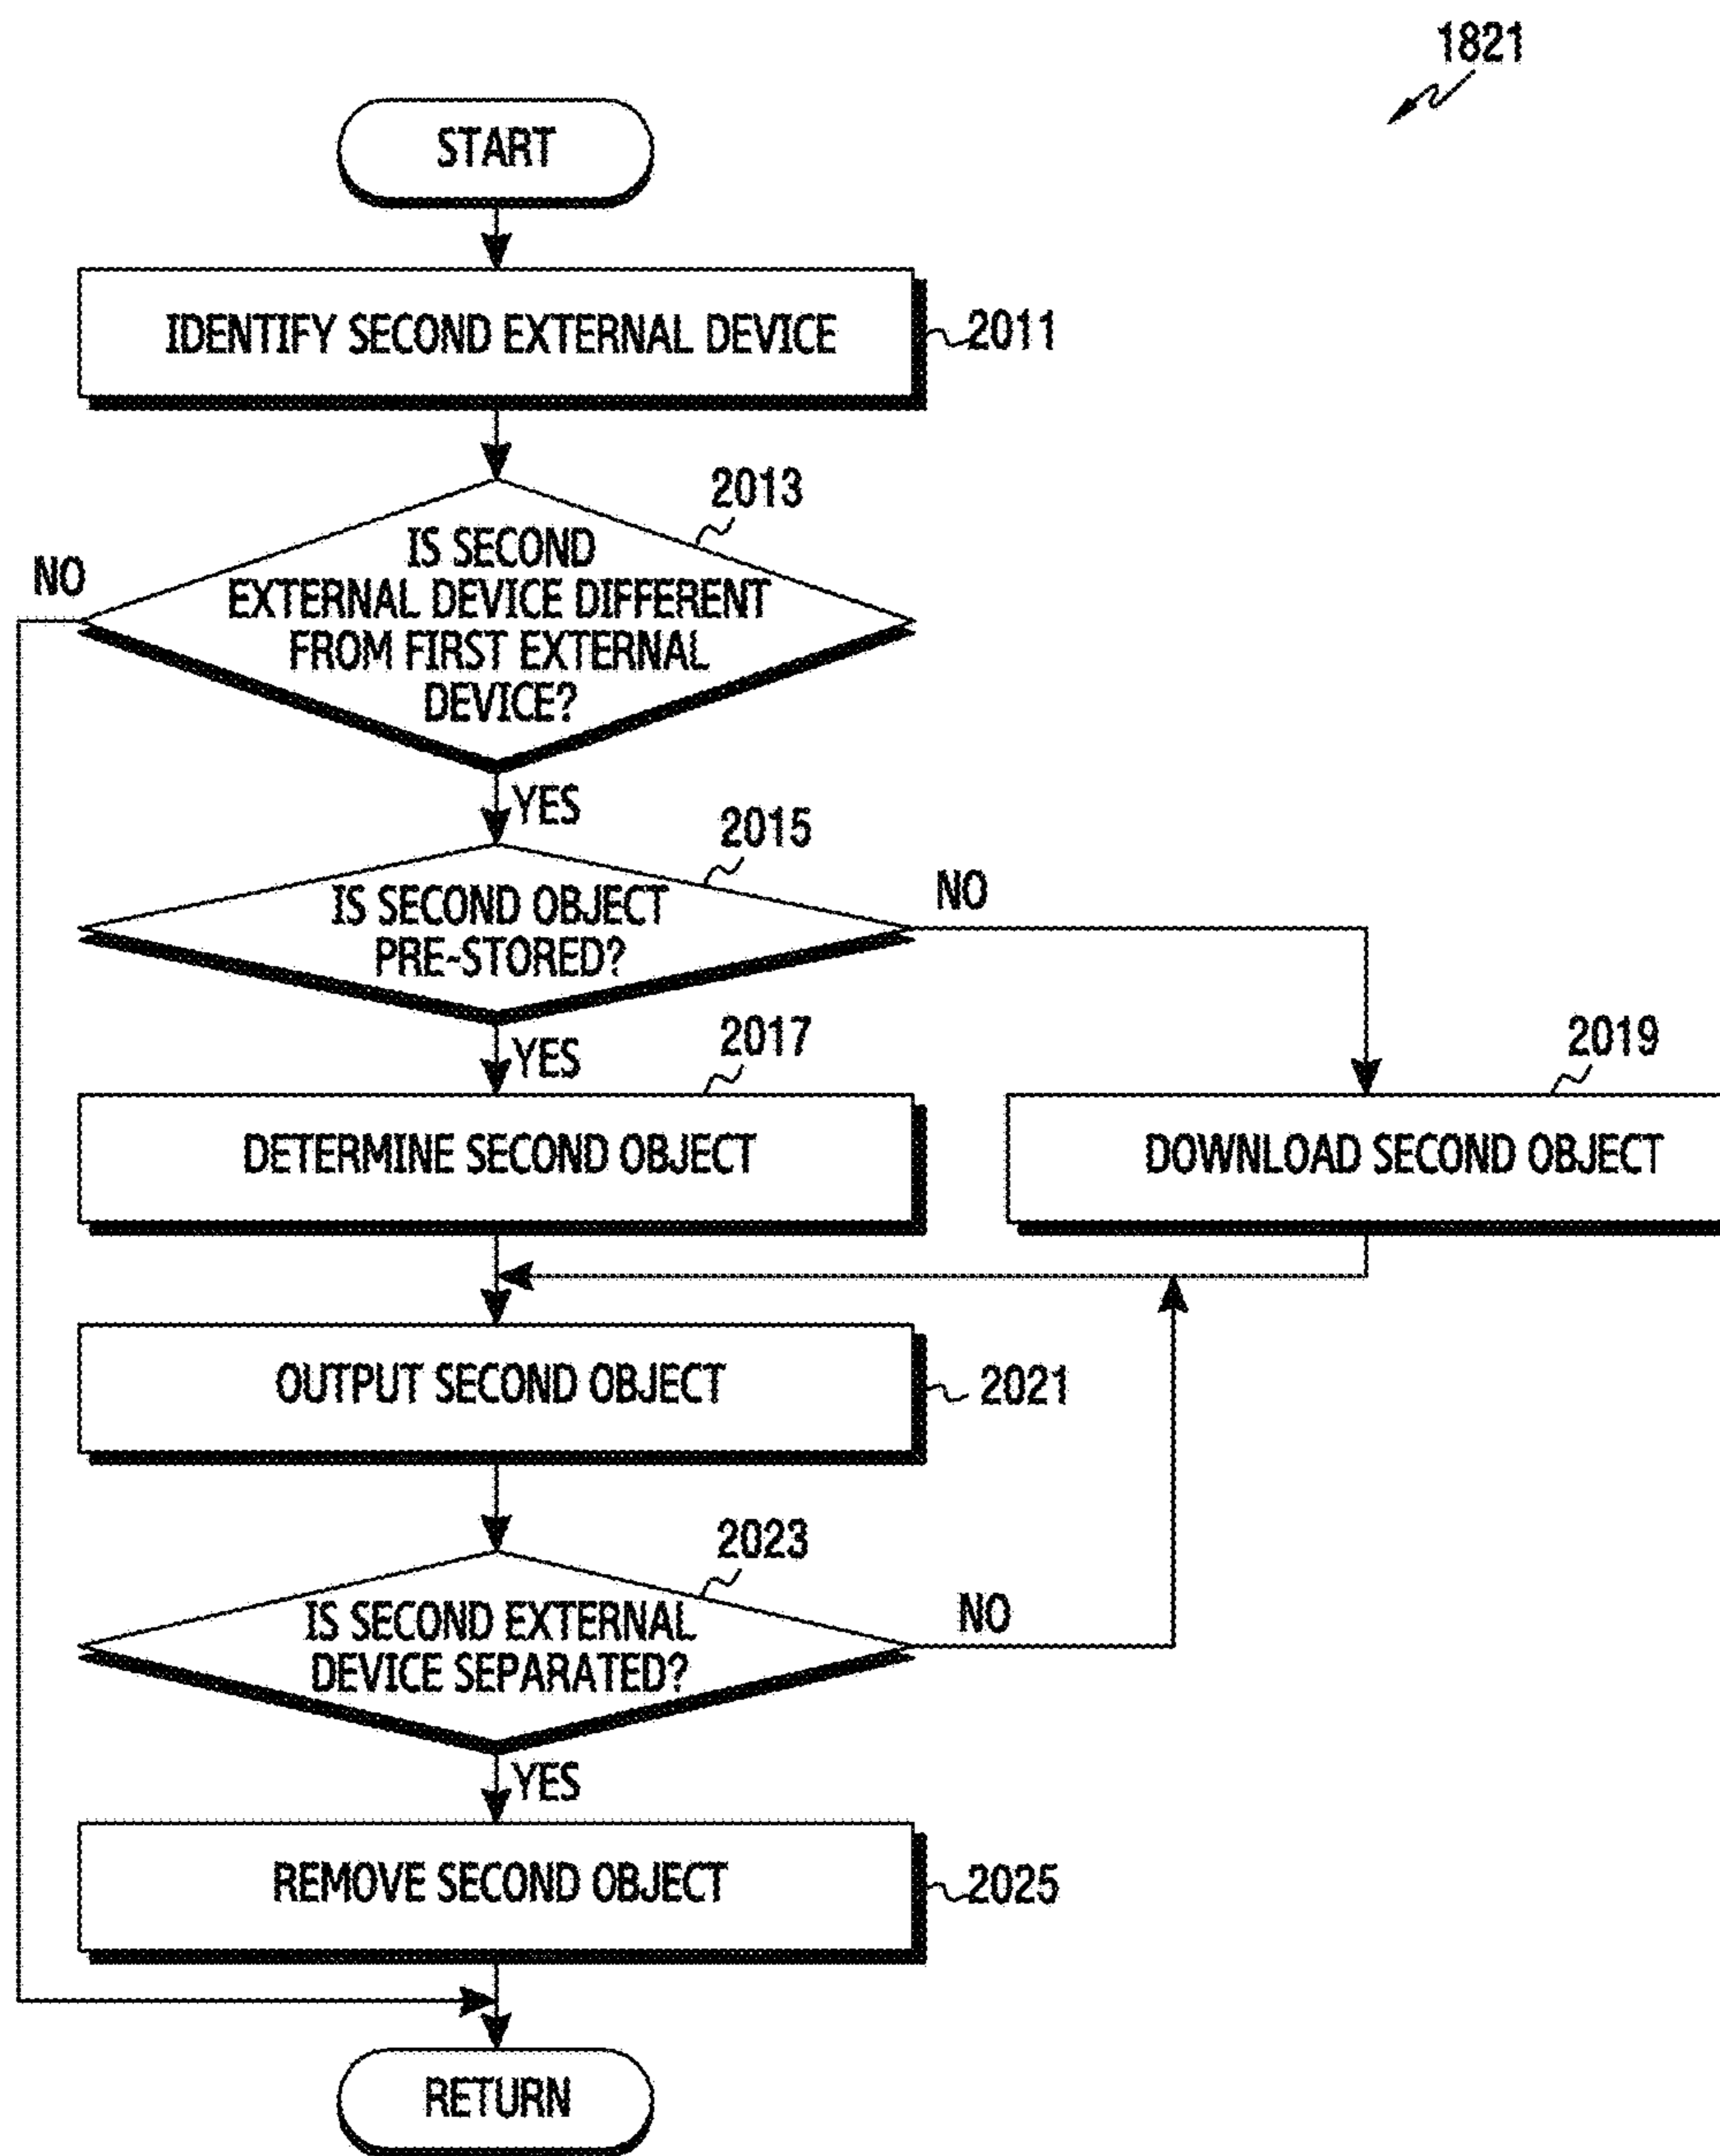 1821
START
IDENTIFY SECOND EXTERNAL DEVICE
2011
2013
IS SECOND
EXTERNAL DEVICE DIFFERENT
FROM FIRST EXTERNAL
DEVICE?
NO
YES
2015
IS SECOND OBJECT
PRE-STORED?
NO
YES
2017
DETERMINE SECOND OBJECT
2019
DOWNLOAD SECOND OBJECT
OUTPUT SECOND OBJECT
2021
2023
IS SECOND EXTERNAL
DEVICE SEPARATED?
NO
YES
REMOVE SECOND OBJECT
2025
RETURN